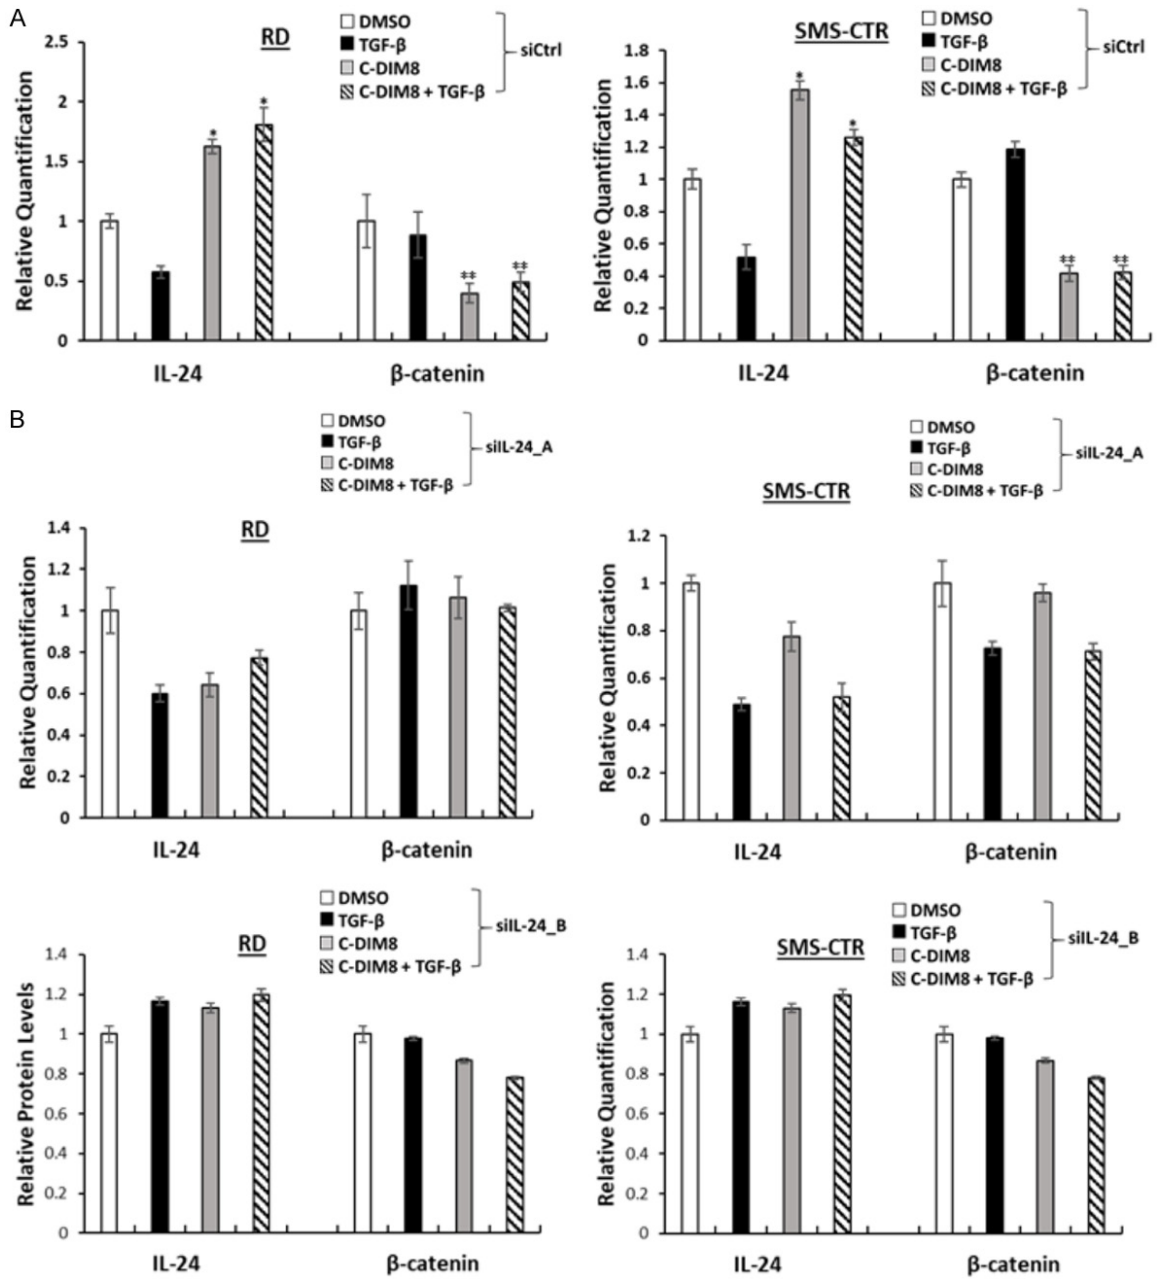 A
RD
DMSO
TGF-β
C-DIM8
C-DIM8 + TGF-β
siCtrl
Relative Quantification
2.5
2
1.5
1
0.5
0
*
*
‡‡
‡‡
IL-24
β-catenin
SMS-CTR
DMSO
TGF-β
C-DIM8
C-DIM8 + TGF-β
siCtrl
Relative Quantification
1.8
1.6
1.4
1.2
1
0.8
0.6
0.4
0.2
0
*
*
‡‡
‡‡
IL-24
β-catenin
B
DMSO
TGF-β
C-DIM8
C-DIM8 + TGF-β
siIL-24_A
RD
Relative Quantification
1.4
1.2
1
0.8
0.6
0.4
0.2
0
IL-24
β-catenin
DMSO
TGF-β
C-DIM8
C-DIM8 + TGF-β
siIL-24_A
SMS-CTR
Relative Quantification
1.2
1
0.8
0.6
0.4
0.2
0
IL-24
β-catenin
DMSO
TGF-β
C-DIM8
C-DIM8 + TGF-β
siIL-24_B
RD
Relative Protein Levels
1.4
1.2
1
0.8
0.6
0.4
0.2
0
IL-24
β-catenin
DMSO
TGF-β
C-DIM8
C-DIM8 + TGF-β
siIL-24_B
SMS-CTR
Relative Quantification
1.4
1.2
1
0.8
0.6
0.4
0.2
0
IL-24
β-catenin